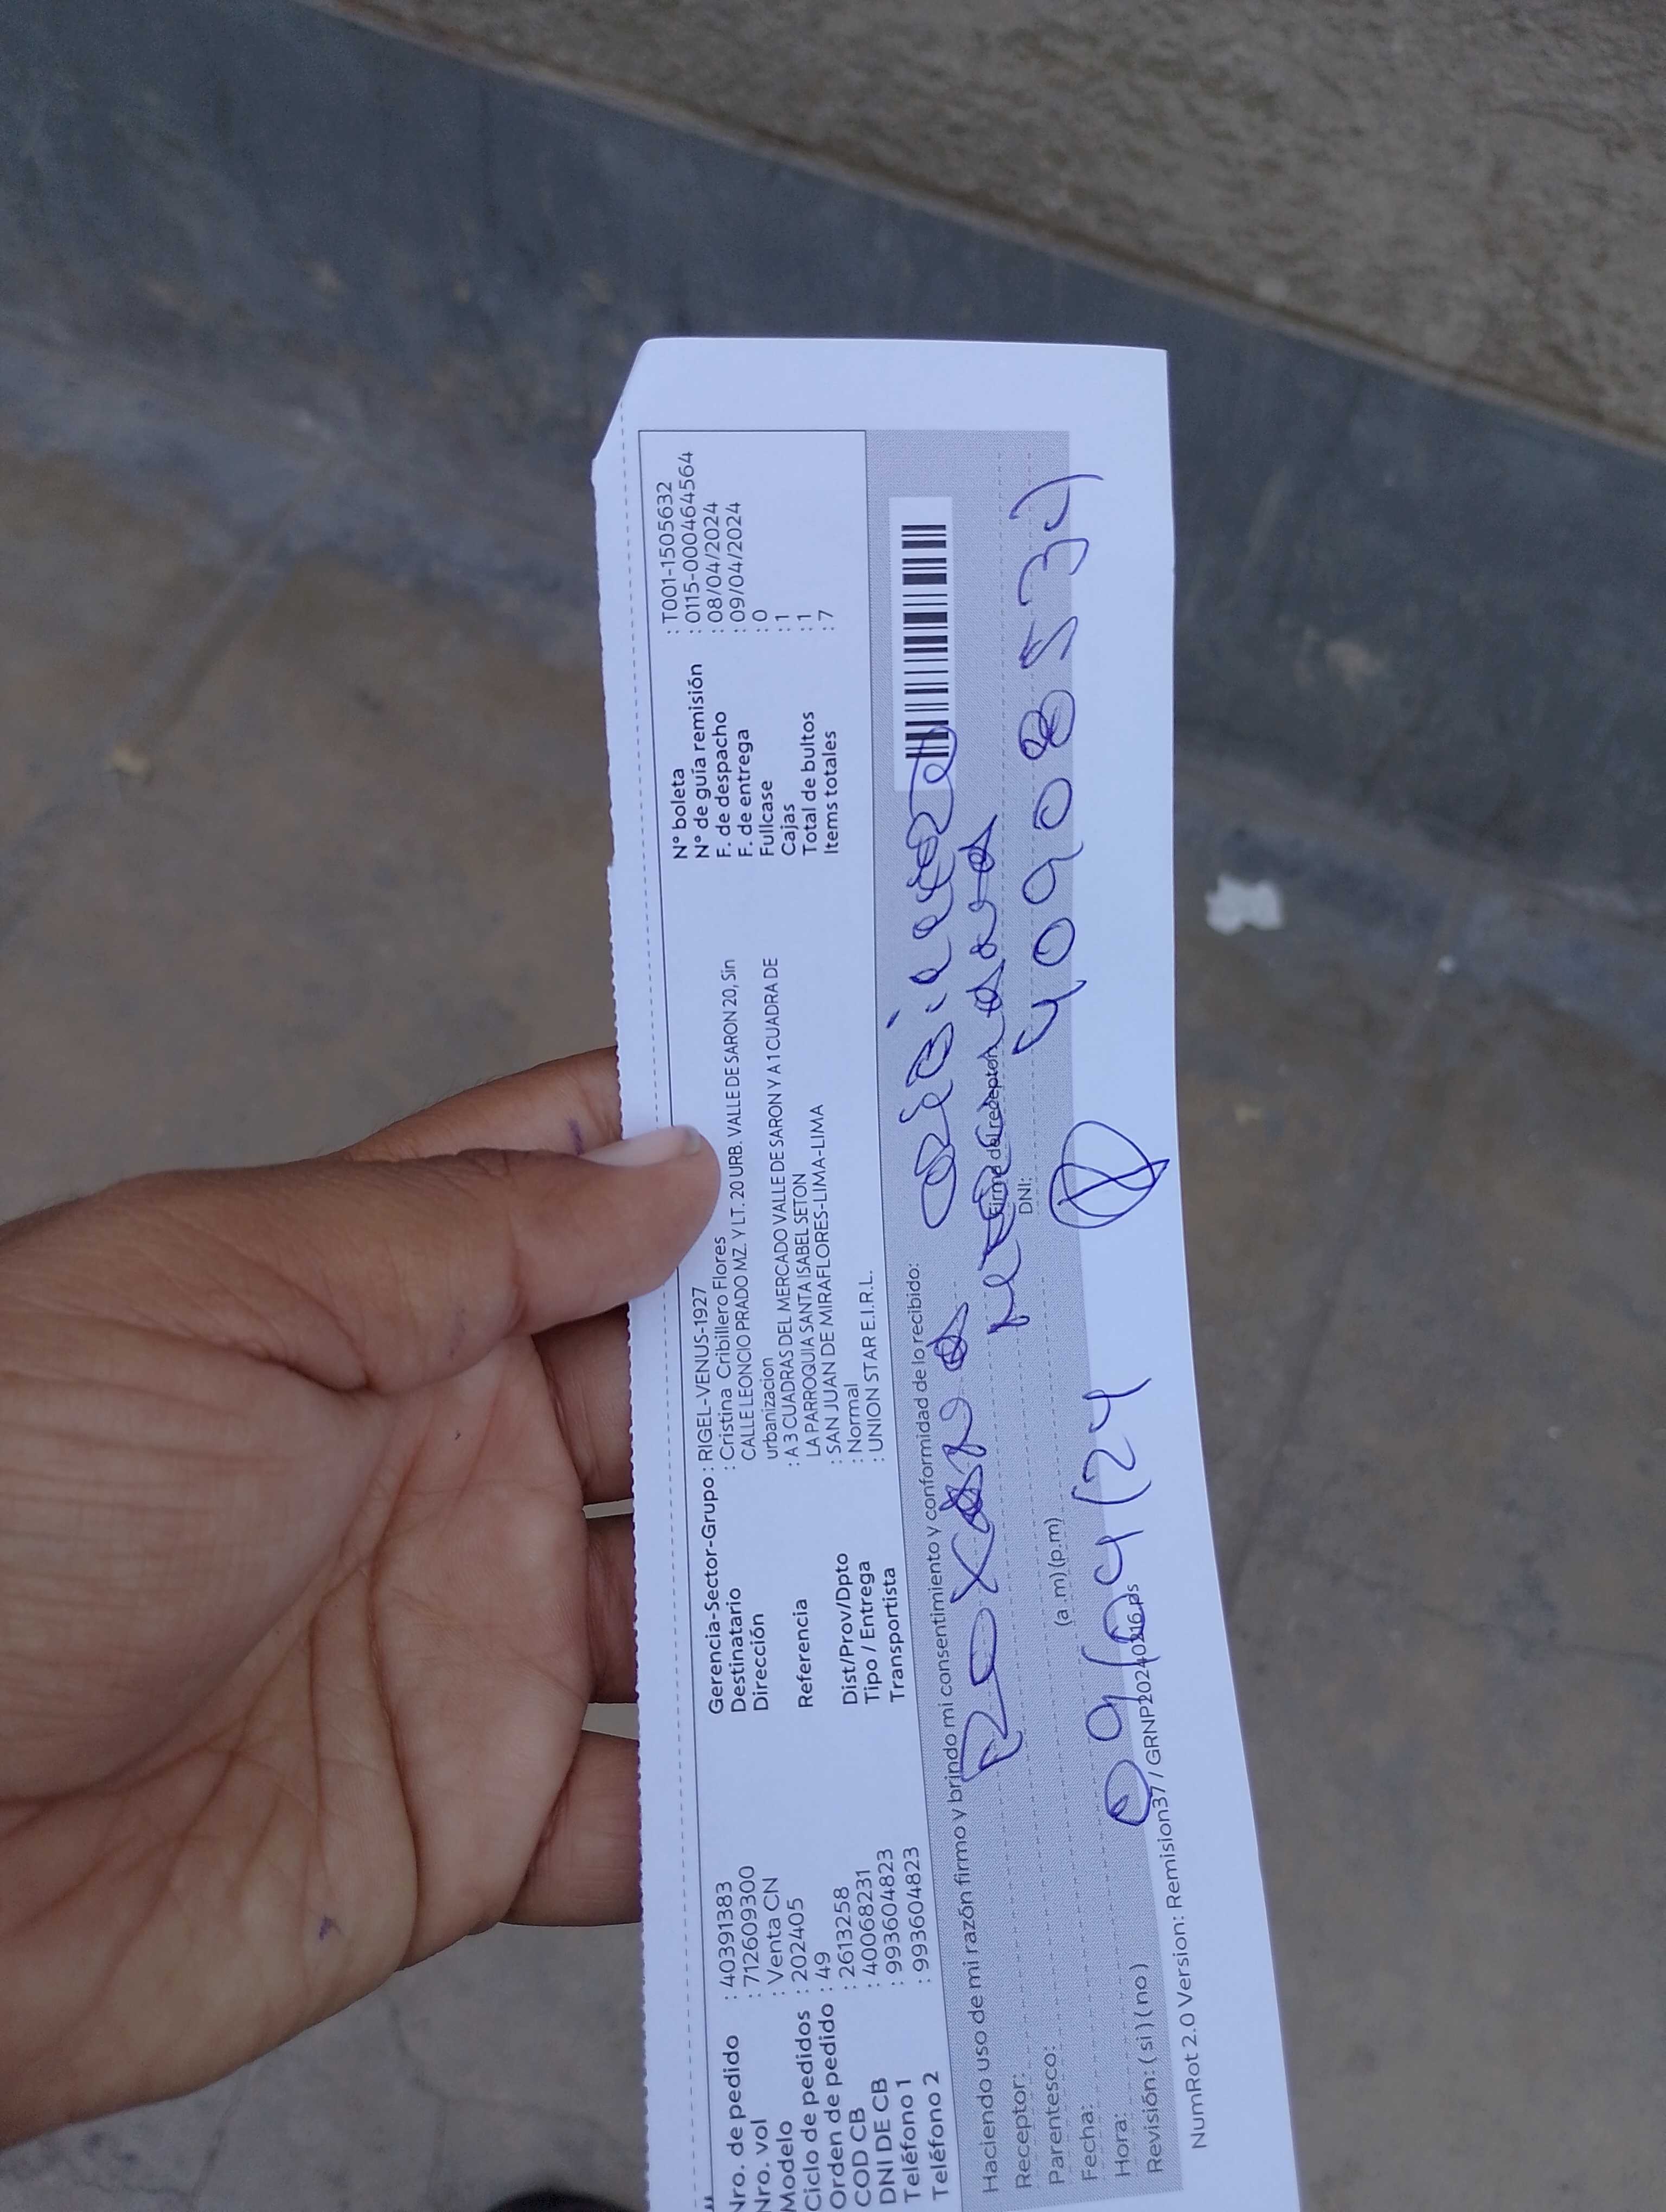 Nro. de pedido : 40391383
Nro. vol : 712609300
Modelo : Venta CN
Ciclo de pedidos : 202405
Orden de pedido : 49
COD CB : 2613258
DNI DE CB : 40068231
Teléfono 1 : 993604823
Teléfono 2 : 993604823
Gerencia-Sector-Grupo : RIGEL-VENUS-1927
Destinatario : Cristina Cribillero Flores
Dirección CALLE LEONCIO PRADO MZ. Y LT. 20 URB. VALLE DE SARON 20, Sin
urbanizacion
Referencia : A 3 CUADRAS DEL MERCADO VALLE DE SARON Y A 1 CUADRA DE
LA PARROQUIA SANTA ISABEL SETON
Dist/Prov/Dpto : SAN JUAN DE MIRAFLORES-LIMA-LIMA
Tipo / Entrega : Normal
Transportista : UNION STAR E.I.R.L.
N° boleta : T001-1505632
N° de guía remisión : 0115-0000464564
F. de despacho : 08/04/2024
F. de entrega : 09/04/2024
Fullcase : 0
Cajas : 1
Total de bultos : 1
Items totales : 7
Haciendo uso de mi razón firmo y brindo mi consentimiento y conformidad de lo recibido:
Receptor:
Parentesco:
Fecha: 09/04/24
Hora: (a.m)(p.m)
Revisión: ( si ) ( no )
Firma del receptor
DNI: 40908534
NumRot 2.0 Version: Remision37 / GRNP20240216.ps